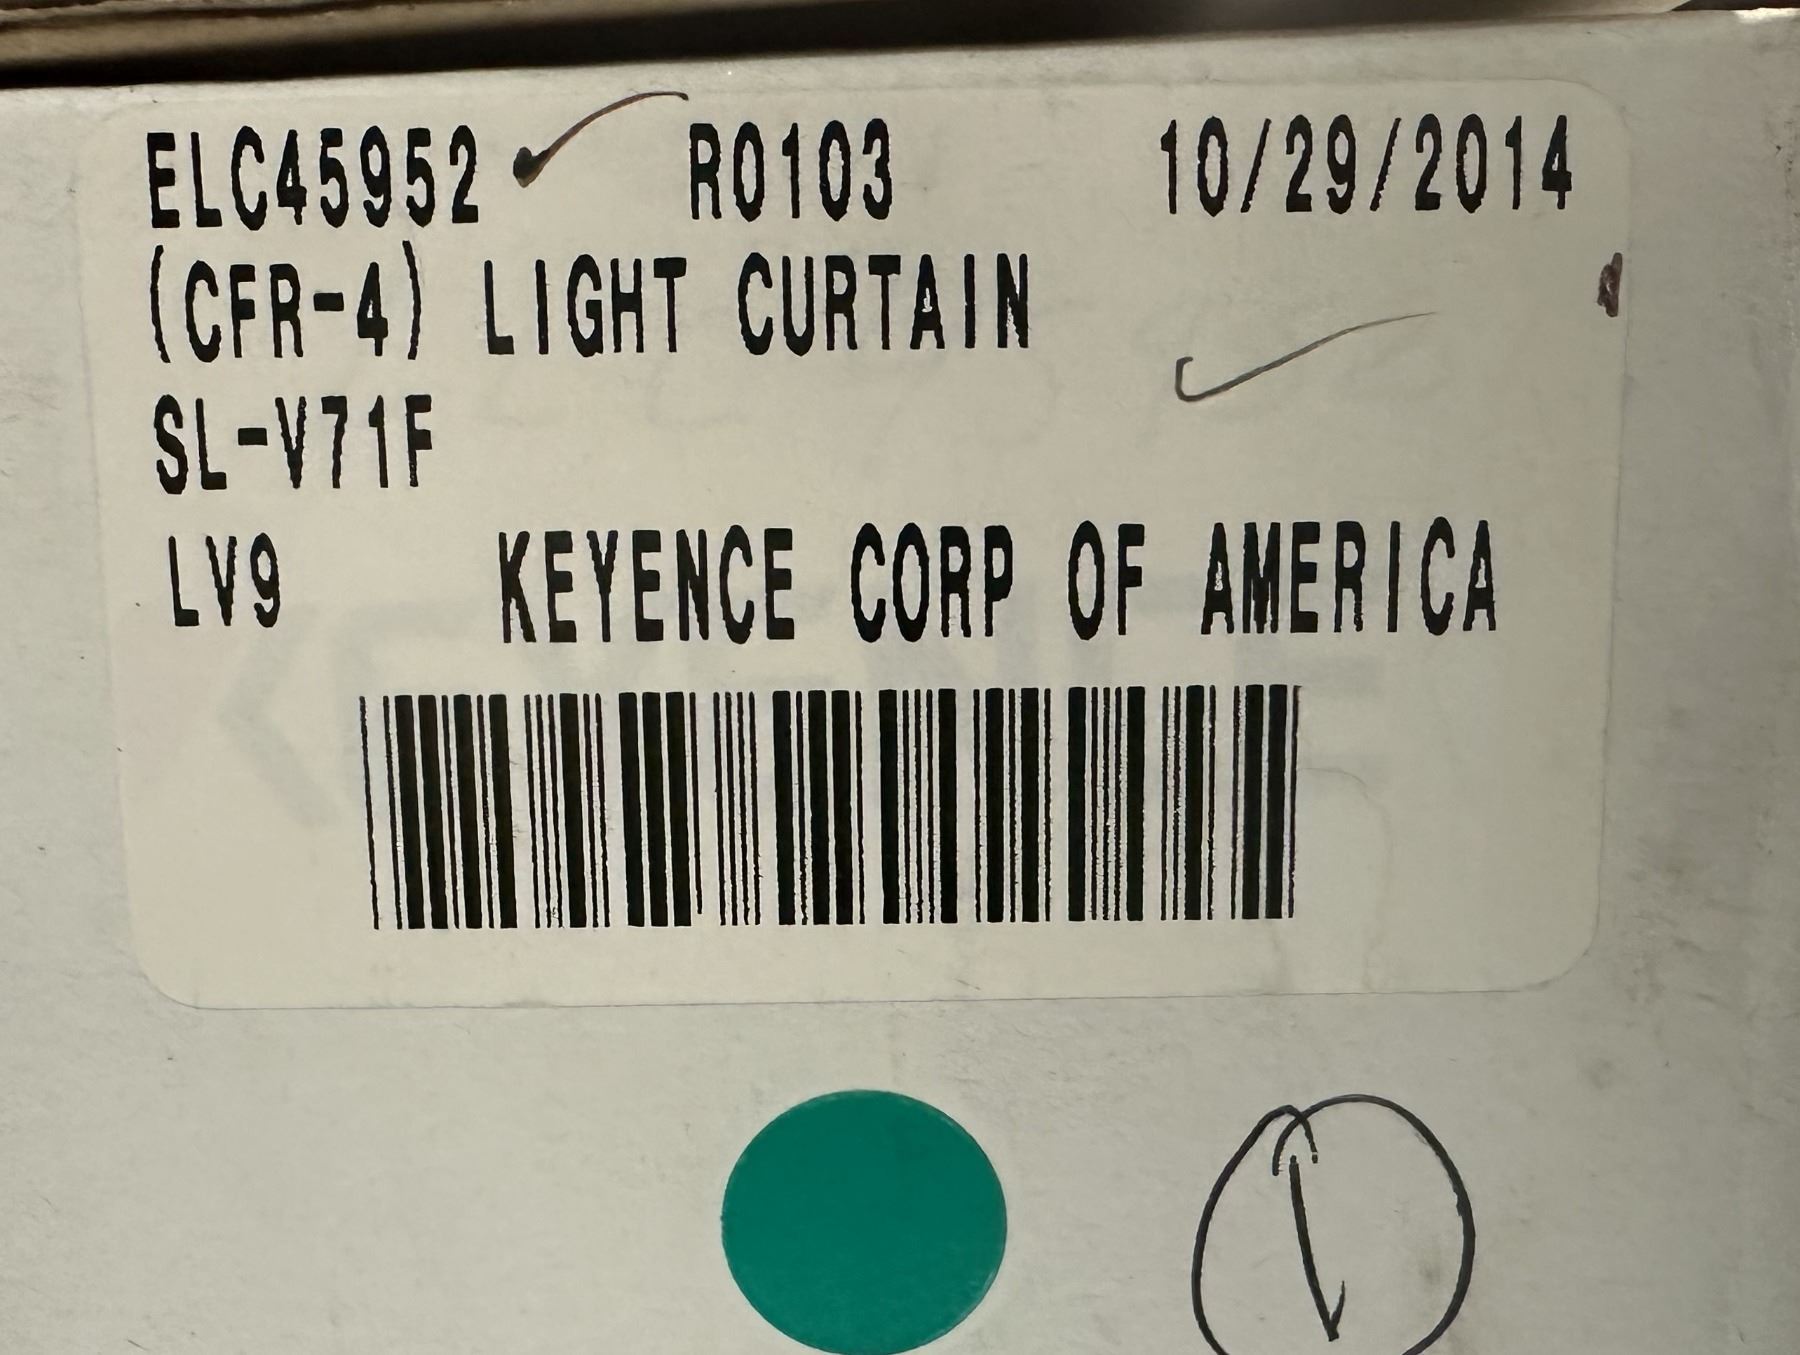 ELC45952 R0103 10/29/2014
(CFR-4) LIGHT CURTAIN
SL-V71F
LV9 KEYENCE CORP OF AMERICA